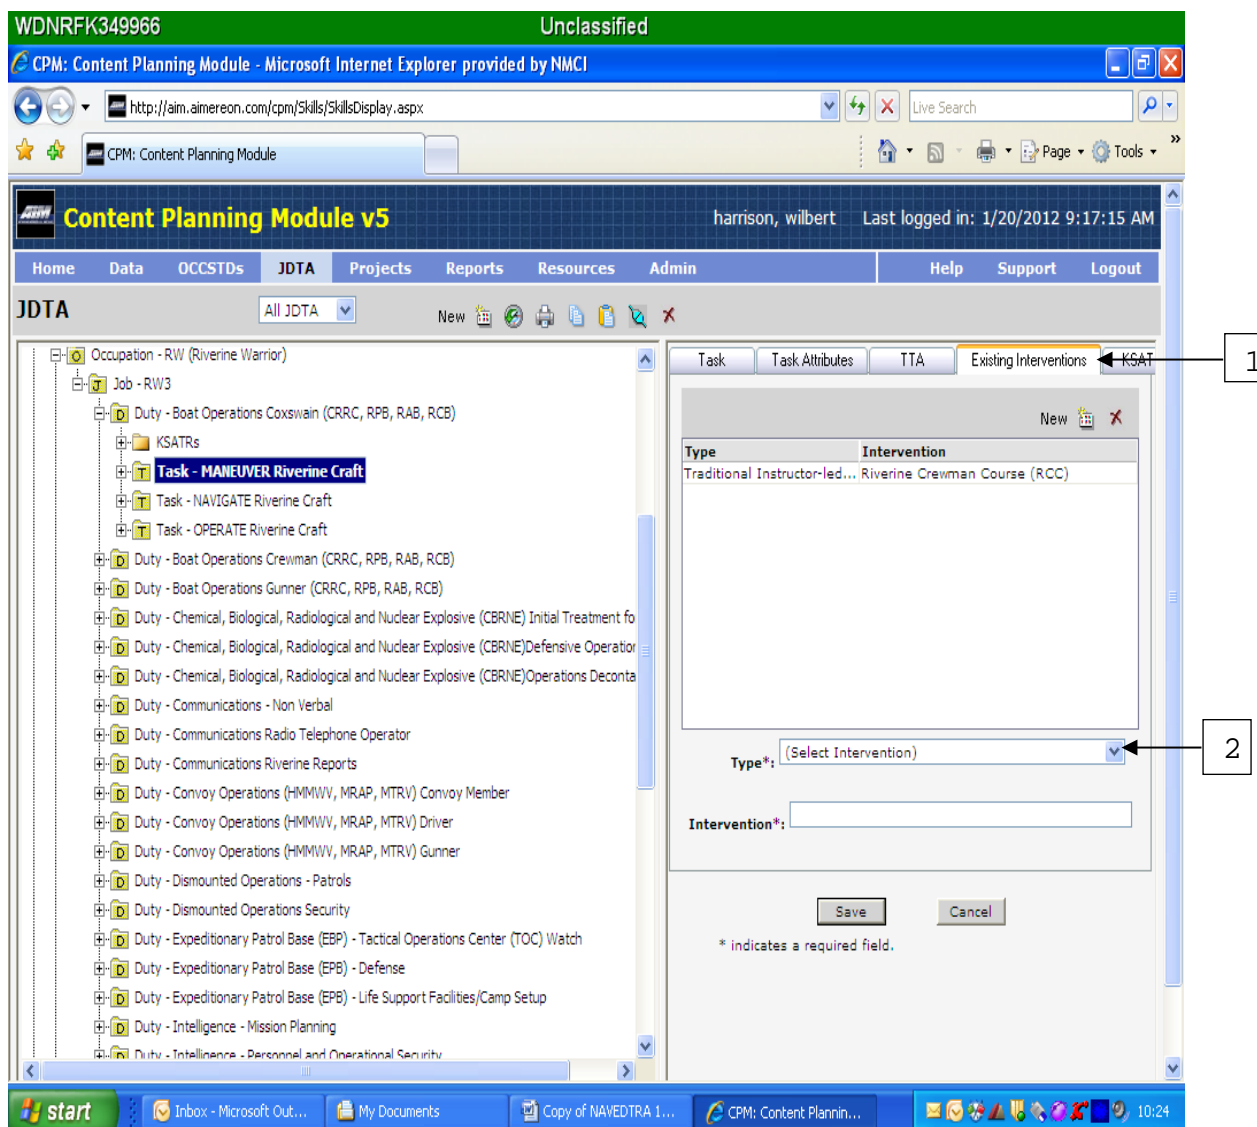 WDNRFK349966 Unclassified
CPM: Content Planning Module - Microsoft Internet Explorer provided by NMCI
http://aim.aimereon.com/cpm/Skills/SkillsDisplay.aspx Live Search
CPM: Content Planning Module Page Tools »
Content Planning Module v5 harrison, wilbert Last logged in: 1/20/2012 9:17:15 AM
Home Data OCCSTDs JDTA Projects Reports Resources Admin Help Support Logout
JDTA All JDTA New
Occupation - RW (Riverine Warrior)
Job - RW3
Duty - Boat Operations Coxswain (CRRC, RPB, RAB, RCB)
KSATRs
Task - MANEUVER Riverine Craft
Task - NAVIGATE Riverine Craft
Task - OPERATE Riverine Craft
Duty - Boat Operations Crewman (CRRC, RPB, RAB, RCB)
Duty - Boat Operations Gunner (CRRC, RPB, RAB, RCB)
Duty - Chemical, Biological, Radiological and Nuclear Explosive (CBRNE) Initial Treatment fo
Duty - Chemical, Biological, Radiological and Nuclear Explosive (CBRNE)Defensive Operation
Duty - Chemical, Biological, Radiological and Nuclear Explosive (CBRNE)Operations Deconta
Duty - Communications - Non Verbal
Duty - Communications Radio Telephone Operator
Duty - Communications Riverine Reports
Duty - Convoy Operations (HMMWV, MRAP, MTRV) Convoy Member
Duty - Convoy Operations (HMMWV, MRAP, MTRV) Driver
Duty - Convoy Operations (HMMWV, MRAP, MTRV) Gunner
Duty - Dismounted Operations - Patrols
Duty - Dismounted Operations Security
Duty - Expeditionary Patrol Base (EBP) - Tactical Operations Center (TOC) Watch
Duty - Expeditionary Patrol Base (EPB) - Defense
Duty - Expeditionary Patrol Base (EPB) - Life Support Facilities/Camp Setup
Duty - Intelligence - Mission Planning
Duty - Intelligence - Personnel and Operational Security
Task Task Attributes TTA Existing Interventions KSAT
1
New
Type Intervention
Traditional Instructor-led... Riverine Crewman Course (RCC)
Type*: (Select Intervention)
2
Intervention*:
Save Cancel
* indicates a required field.
start Inbox - Microsoft Out... My Documents Copy of NAVEDTRA 1... CPM: Content Plannin... 10:24